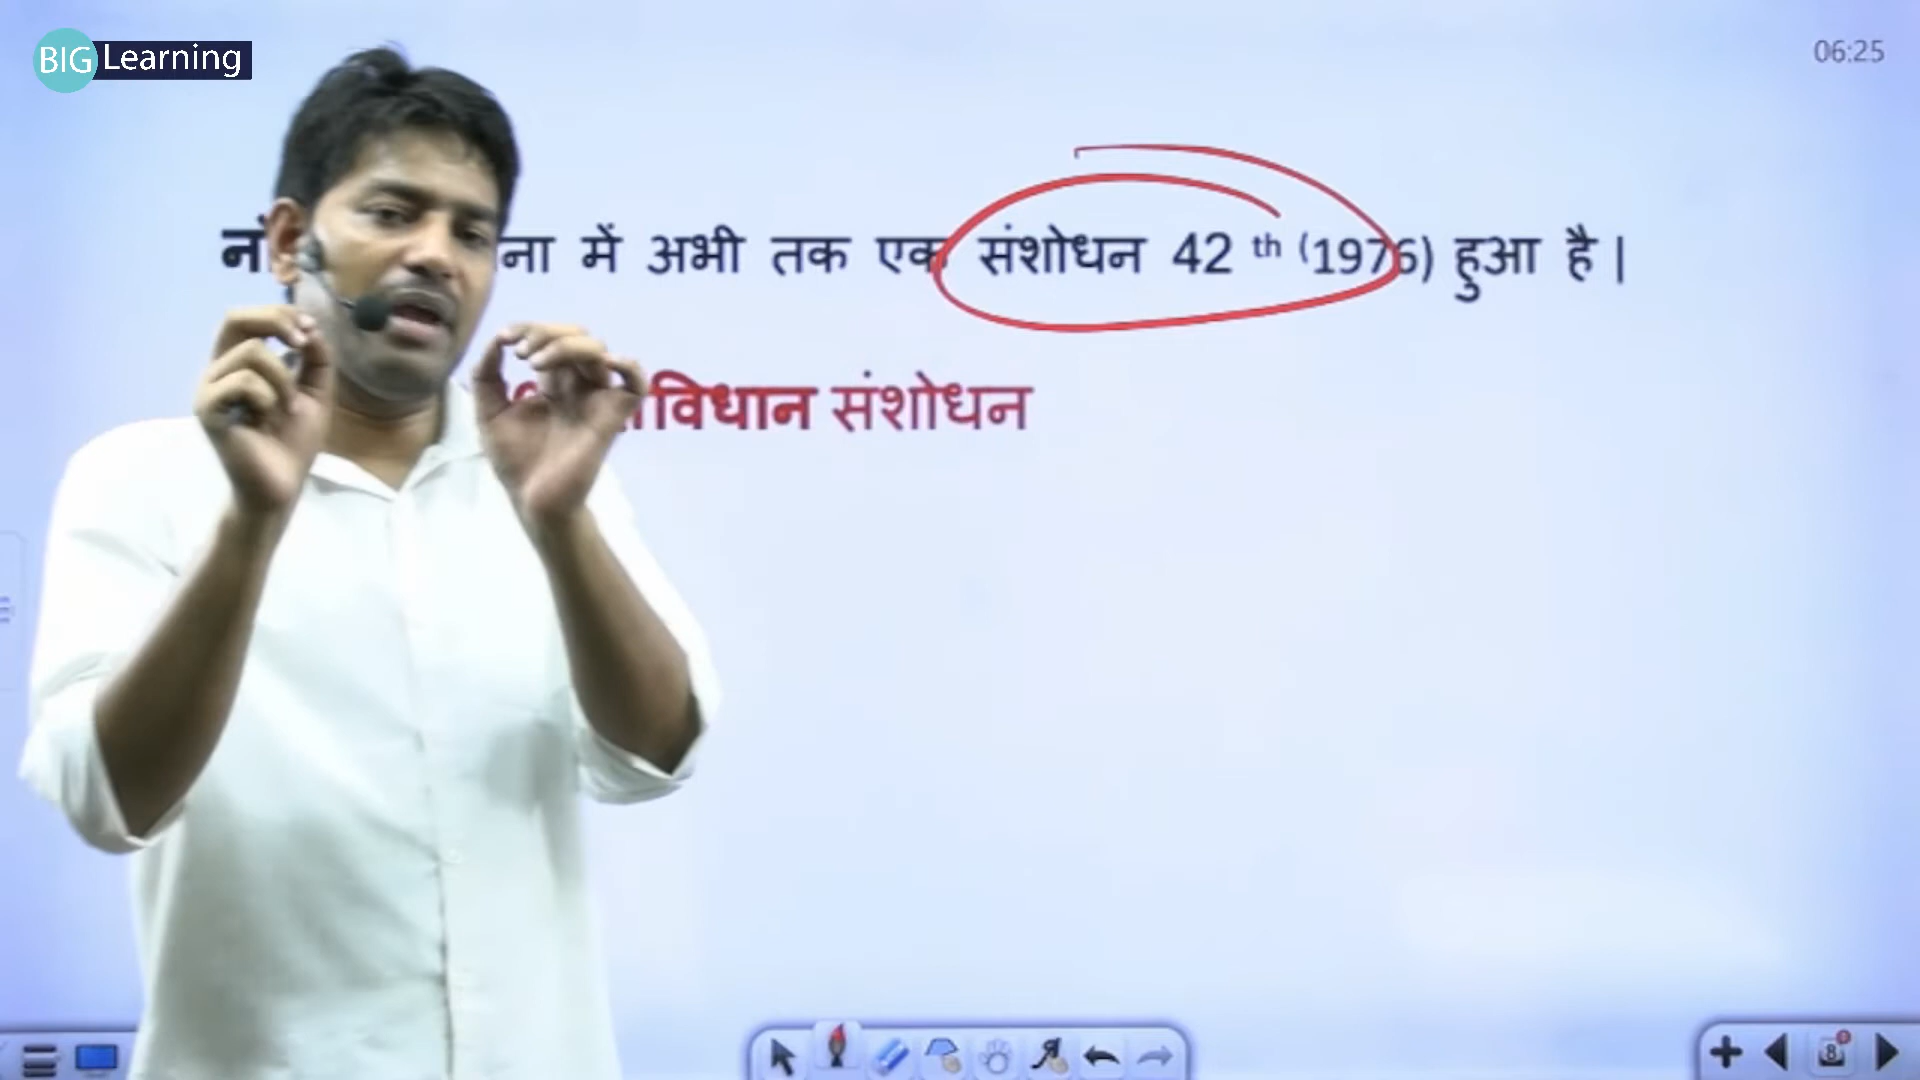 BIG Learning
06:25
में अभी तक एक संशोधन 42 th (1976) हुआ है |
संशोधन